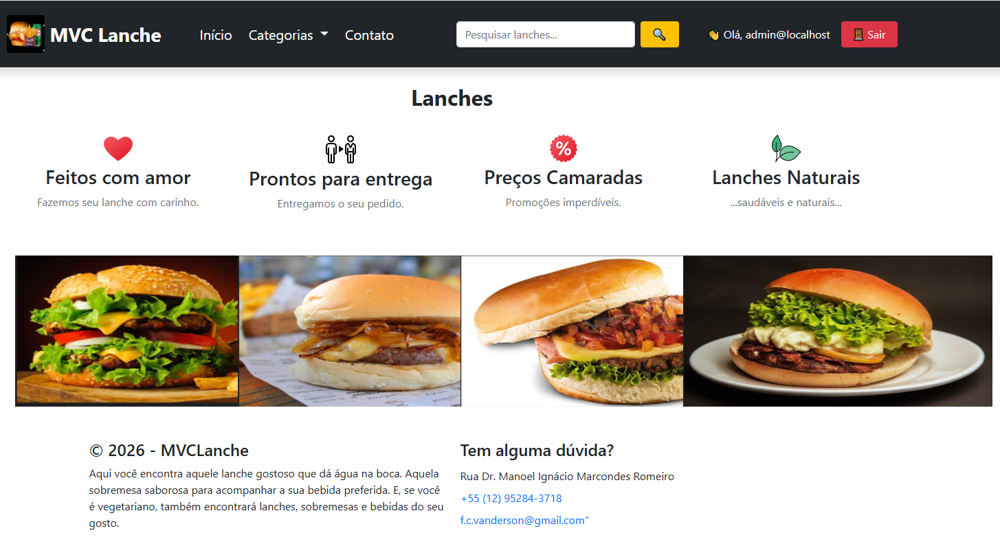 MVC Lanche
Início
Categorias
Contato
Pesquisar lanches...
👋 Olá, admin@localhost
🚪 Sair
Lanches
%
Feitos com amor
Prontos para entrega
Preços Camaradas
Lanches Naturais
Fazemos seu lanche com carinho.
Entregamos o seu pedido.
Promoções imperdíveis.
...saudáveis e naturais...
© 2026 - MVCLanche
Aqui você encontra aquele lanche gostoso que dá água na boca. Aquela
sobremesa saborosa para acompanhar a sua bebida preferida. E, se você
é vegetariano, também encontrará lanches, sobremesas e bebidas do seu
gosto.
Tem alguma dúvida?
Rua Dr. Manoel Ignácio Marcondes Romeiro
+55 (12) 95284-3718
f.c.vanderson@gmail.com"